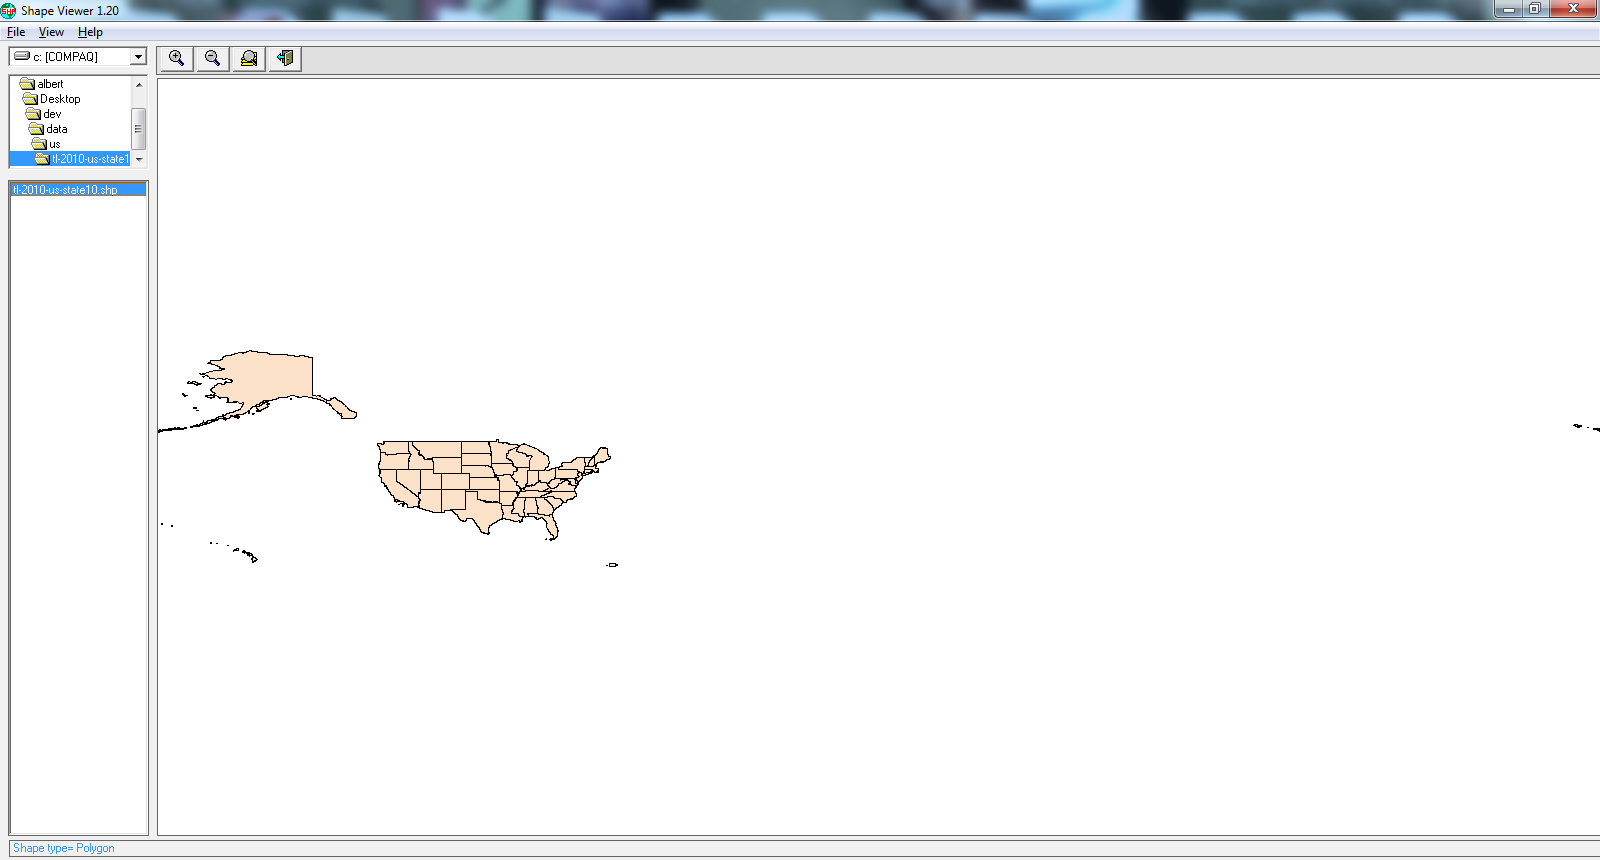 Shape Viewer 1.20
File View Help
c: [COMPAQ]
albert
Desktop
dev
data
us
tl-2010-us-state1
tl-2010-us-state10.shp
Shape type= Polygon